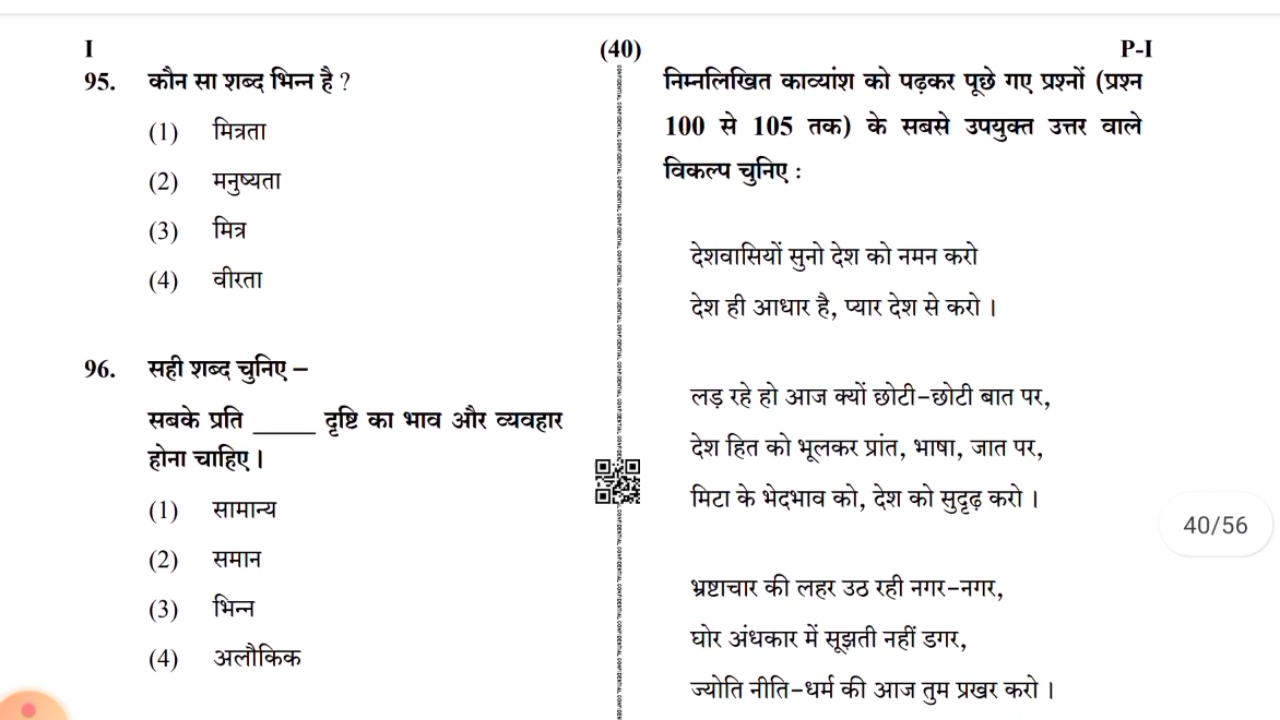 I
(40)
P-I
95. कौन सा शब्द भिन्न है ?
(1) मित्रता
(2) मनुष्यता
(3) मित्र
(4) वीरता
96. सही शब्द चुनिए –
सबके प्रति _____ दृष्टि का भाव और व्यवहार
होना चाहिए ।
(1) सामान्य
(2) समान
(3) भिन्न
(4) अलौकिक
निम्नलिखित काव्यांश को पढ़कर पूछे गए प्रश्नों (प्रश्न
100 से 105 तक) के सबसे उपयुक्त उत्तर वाले
विकल्प चुनिए :
देशवासियों सुनो देश को नमन करो
देश ही आधार है, प्यार देश से करो ।
लड़ रहे हो आज क्यों छोटी-छोटी बात पर,
देश हित को भूलकर प्रांत, भाषा, जात पर,
मिटा के भेदभाव को, देश को सुदृढ़ करो ।
भ्रष्टाचार की लहर उठ रही नगर-नगर,
घोर अंधकार में सूझती नहीं डगर,
ज्योति नीति-धर्म की आज तुम प्रखर करो ।
40/56